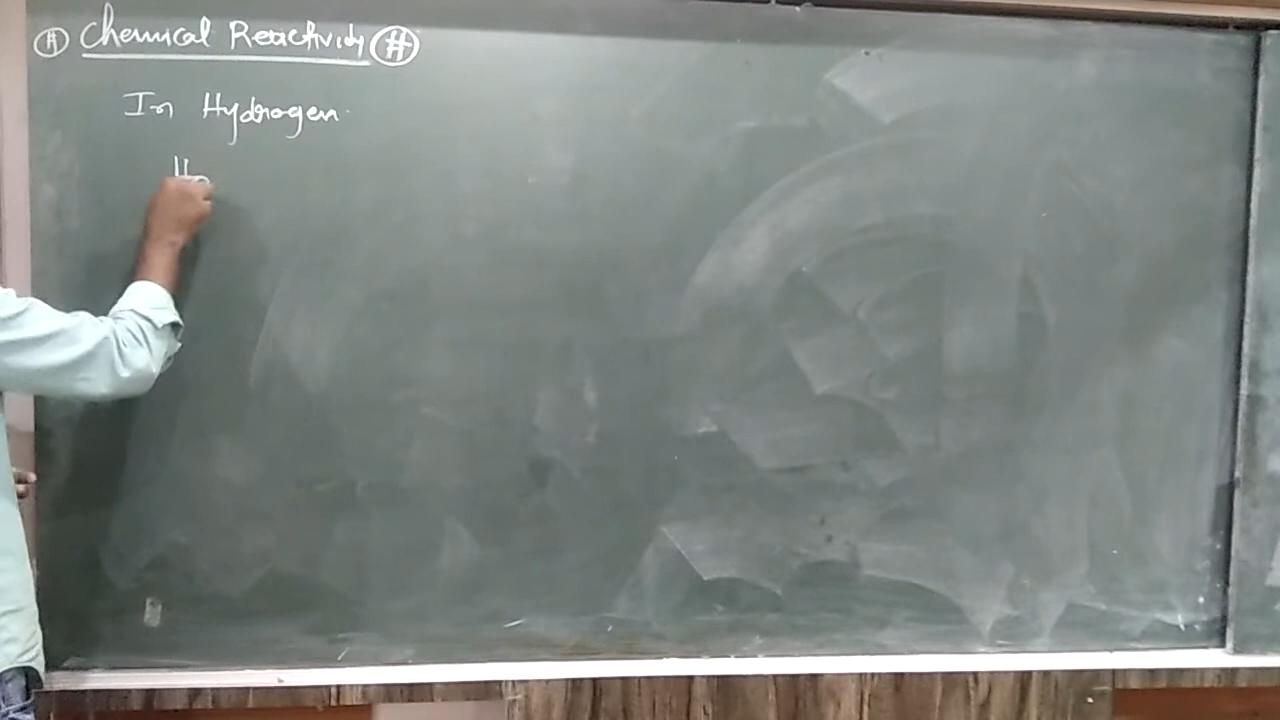 (#) Chemical Reactivity (#)
In Hydrogen.
H